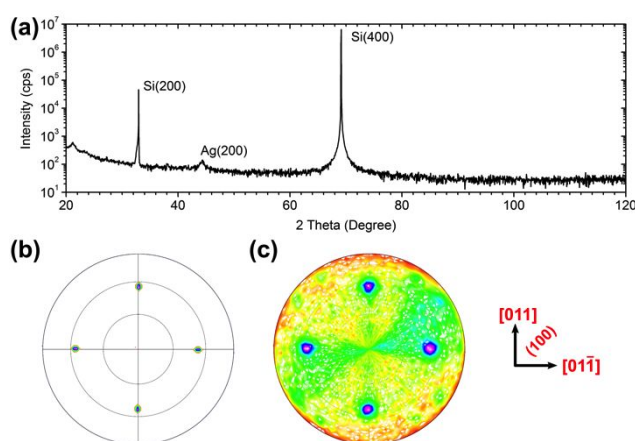 (a)
Intensity (cps)
10⁷
10⁶
10⁵
10⁴
10³
10²
10¹
Si(200)
Ag(200)
Si(400)
20 40 60 80 100 120
2 Theta (Degree)
(b) (c)
[011]
(100)
[011̅]